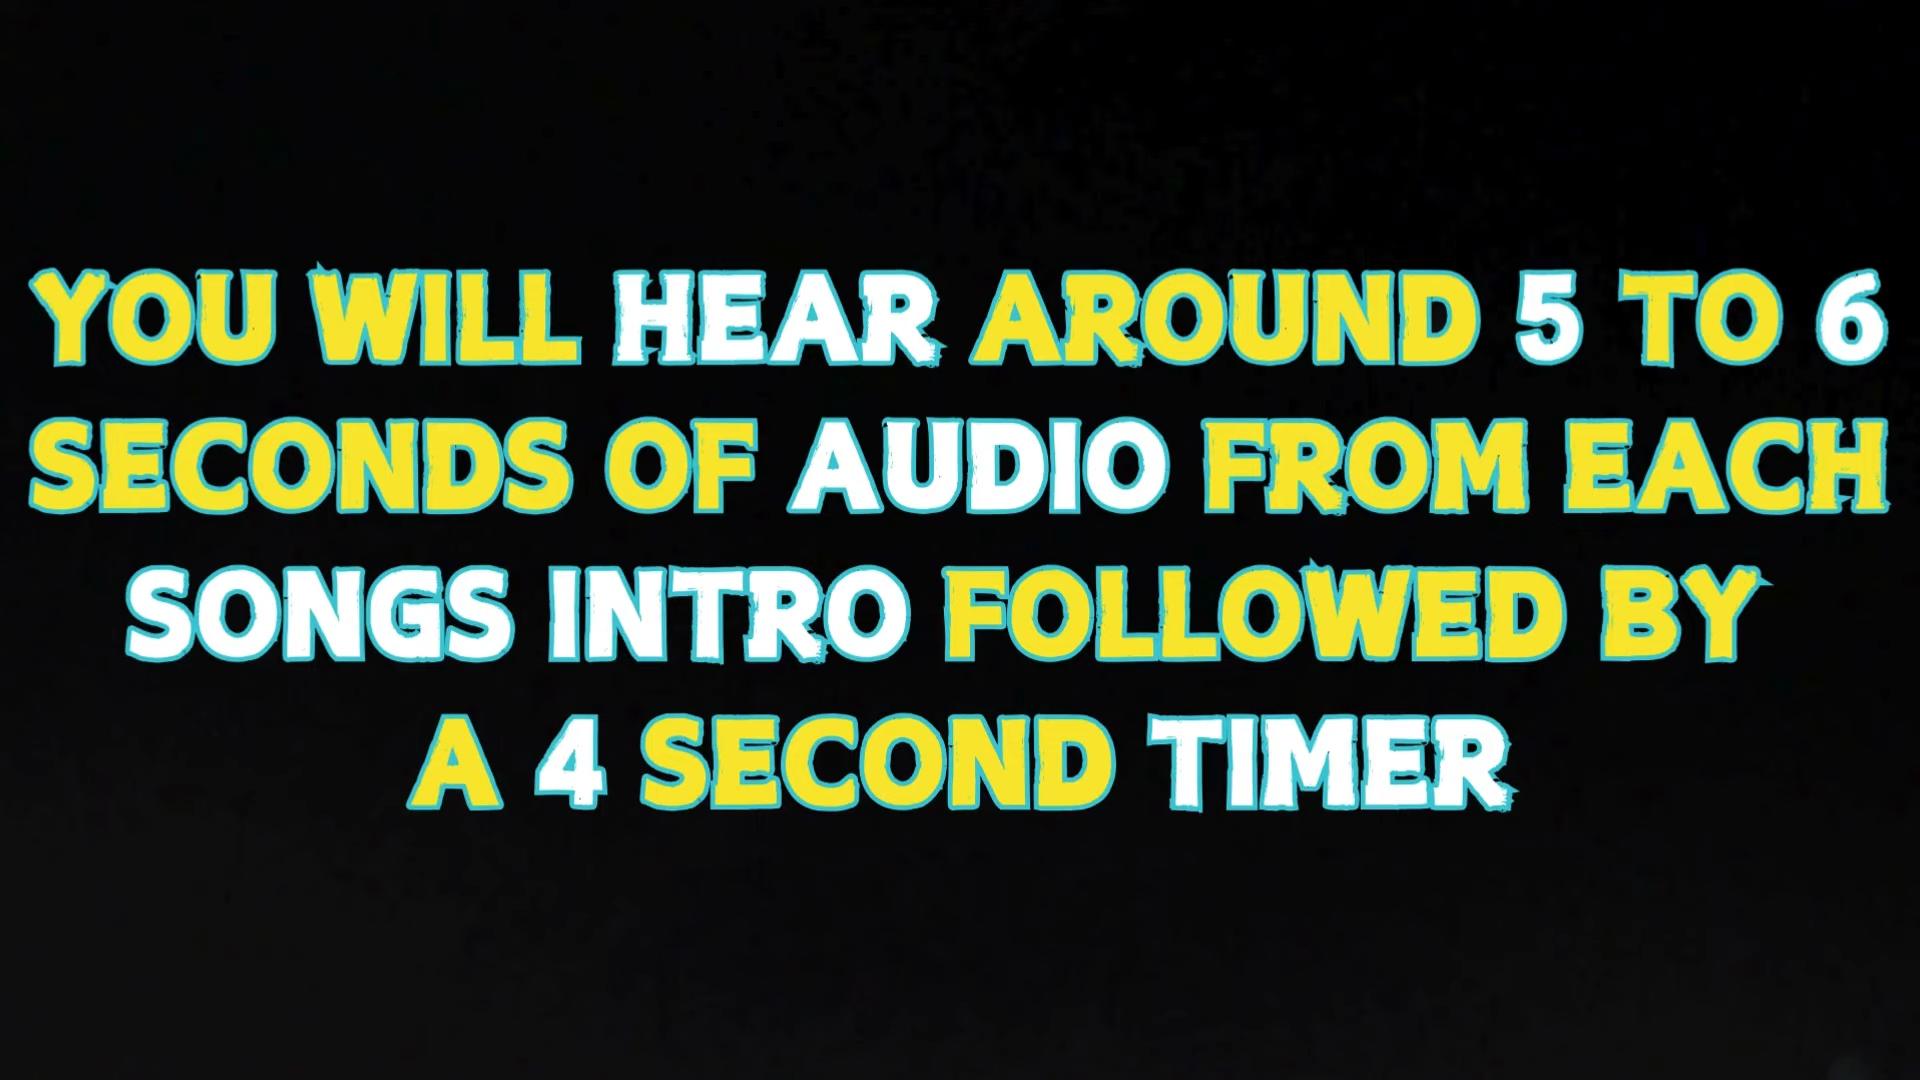 YOU WILL HEAR AROUND 5 TO 6
SECONDS OF AUDIO FROM EACH
SONGS INTRO FOLLOWED BY
A 4 SECOND TIMER